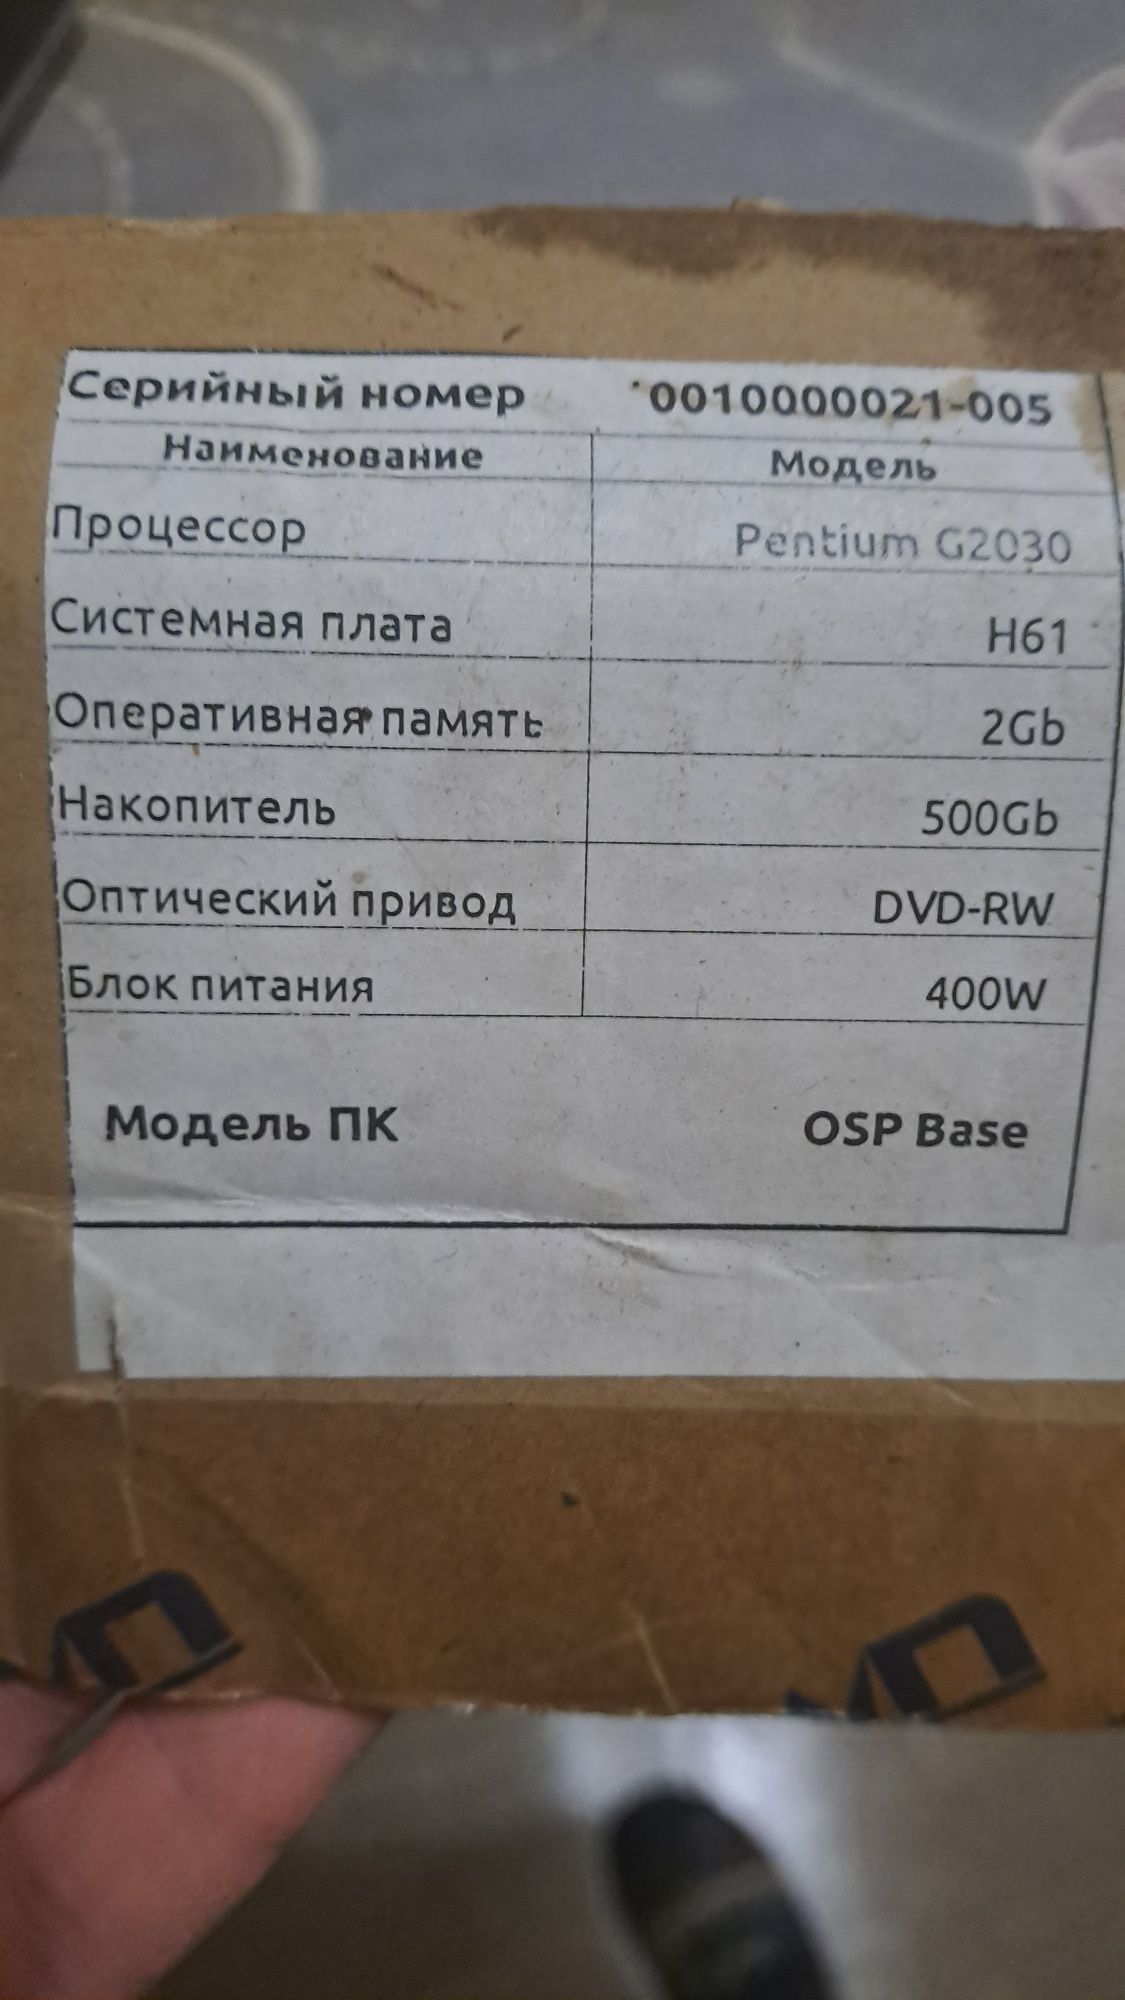 Серийный номер 0010000021-005
Наименование Модель
Процессор Pentium G2030
Системная плата H61
Оперативная память 2Gb
Накопитель 500Gb
Оптический привод DVD-RW
Блок питания 400W
Модель ПК OSP Base